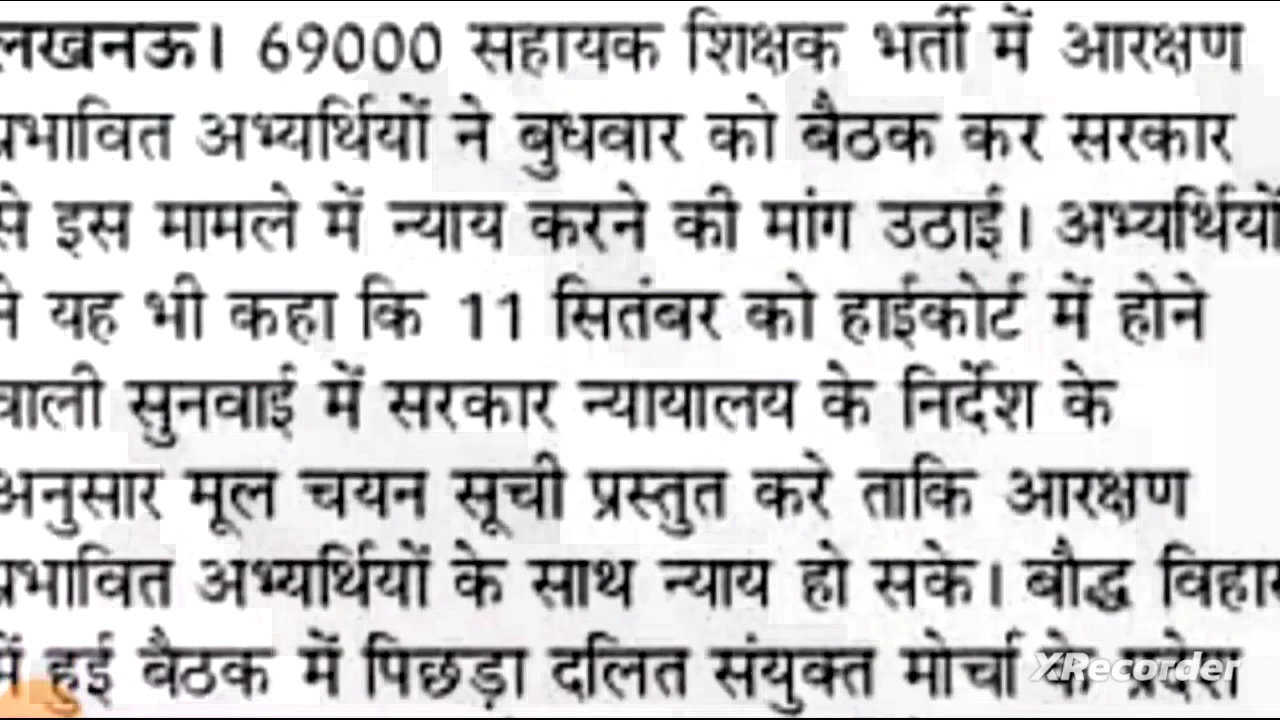 लखनऊ। 69000 सहायक शिक्षक भर्ती में आरक्षण
प्रभावित अभ्यर्थियों ने बुधवार को बैठक कर सरकार
से इस मामले में न्याय करने की मांग उठाई। अभ्यर्थियों
ने यह भी कहा कि 11 सितंबर को हाईकोर्ट में होने
वाली सुनवाई में सरकार न्यायालय के निर्देश के
अनुसार मूल चयन सूची प्रस्तुत करे ताकि आरक्षण
प्रभावित अभ्यर्थियों के साथ न्याय हो सके। बौद्ध विहार
में हुई बैठक में पिछड़ा दलित संयुक्त मोर्चा के प्रदेश
XRecorder